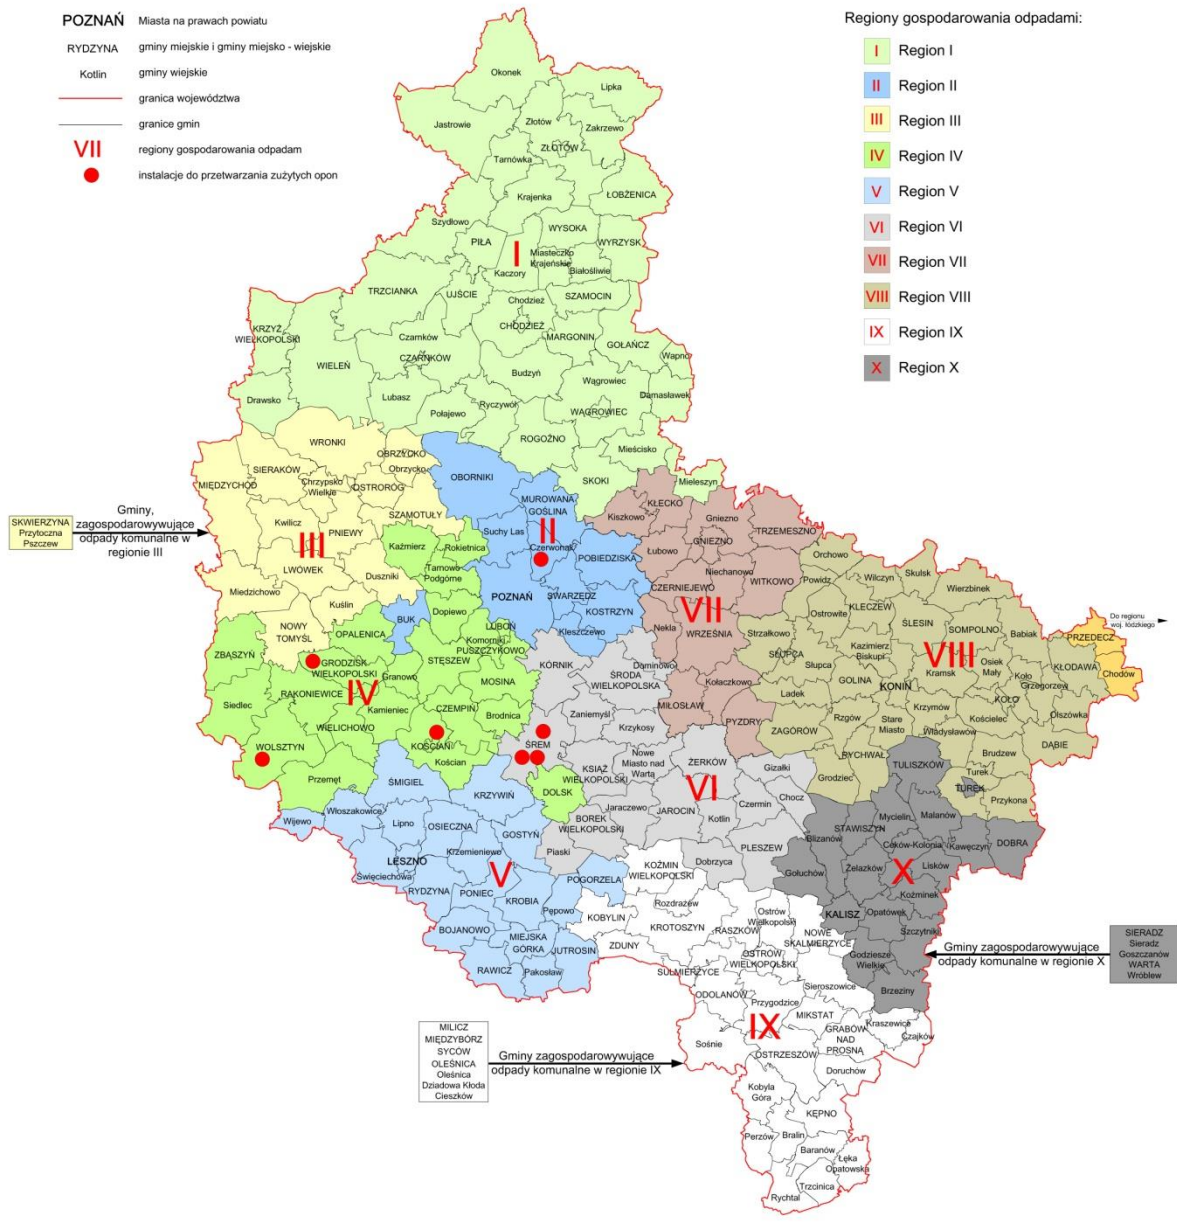 POZNAŃ Miasta na prawach powiatu
RYDZYNA gminy miejskie i gminy miejsko - wiejskie
Kotlin gminy wiejskie
granica województwa
granice gmin
VII regiony gospodarowania odpadam
instalacje do przetwarzania zużytych opon
Regiony gospodarowania odpadami:
I Region I
II Region II
III Region III
IV Region IV
V Region V
VI Region VI
VII Region VII
VIII Region VIII
IX Region IX
X Region X
Okonek
Lipka
Jastrowie
Złotów
Zakrzewo
ZŁOTÓW
Tarnówka
Krajenka
ŁOBŻENICA
Szydłowo
WYSOKA
PIŁA
WYRZYSK
I
Miasteczko
Krajeńskie
Białośliwie
Kaczory
TRZCIANKA
UJŚCIE
SZAMOCIN
Chodzież
CHODZIEŻ
KRZYŻ
WIELKOPOLSKI
MARGONIN
GOŁAŃCZ
Czarnków
CZARNKÓW
Wapno
WIELEŃ
Budzyń
Wągrowiec
Damasławek
Drawsko
Lubasz
Ryczywół
Połajewo
WĄGROWIEC
ROGOŹNO
Mieścisko
SKOKI
Mieleszyn
WRONKI
OBRZYCKO
Obrzycko
SIERAKÓW
MIĘDZYCHÓD
Chrzypsko
Wielkie
OSTRORÓG
SZAMOTUŁY
Kwilicz
PNIEWY
III
LWÓWEK
Duszniki
Miedzichowo
Kuślin
NOWY
TOMYŚL
Gminy,
zagospodarowywujące
odpady komunalne w
regionie III
SKWIERZYNA
Przytoczna
Pszczew
OBORNIKI
MUROWANA
GOŚLINA
II
Suchy Las
Czerwonak
POBIEDZISKA
POZNAŃ
SWARZĘDZ
KOSTRZYN
Kleszczewo
BUK
Kaźmierz
Rokietnica
Tarnowo
Podgórne
Dopiewo
LUBOŃ
Komorniki
PUSZCZYKOWO
STĘSZEW
MOSINA
OPALENICA
ZBĄSZYŃ
GRODZISK
WIELKOPOLSKI
Granowo
RAKONIEWICE
IV
Kamieniec
CZEMPIŃ
Brodnica
Siedlec
WIELICHOWO
KOŚCIAN
Kościan
WOLSZTYN
Przemęt
DOLSK
KŁECKO
Kiszkowo
Gniezno
TRZEMESZNO
GNIEZNO
Łubowo
Niechanowo
WITKOWO
CZERNIEJEWO
VII
Nekla
WRZEŚNIA
Kołaczkowo
MIŁOSŁAW
PYZDRY
Orchowo
Powidz
Wilczyn
Skulsk
Wierzbinek
Ostrowite
KLECZEW
ŚLESIN
SOMPOLNO
Babiak
Strzałkowo
Kazimierz
Biskupi
VIII
SŁUPCA
Słupca
Osiek
Mały
KŁODAWA
GOLINA
KONIN
Kramsk
Koło
Grzegorzew
KOŁO
Lądek
Krzymów
Rzgów
Stare
Miasto
Kościelec
Olszówka
Władysławów
ZAGORÓW
RYCHWAŁ
DĄBIE
Brudzew
Turek
TUREK
Przykona
Grodziec
PRZEDECZ
Chodów
Do regionu
woj. łódzkiego
KÓRNIK
Dominowo
ŚRODA
WIELKOPOLSKA
Zaniemyśl
Krzykosy
ŚREM
KSIĄŻ
WIELKOPOLSKI
Nowe
Miasto nad
Wartą
ŻERKÓW
Gizałki
VI
Chocz
Jaraczewo
JAROCIN
Czermin
Kotlin
BOREK
WIELKOPOLSKI
PLESZEW
Piaski
Dobrzyca
ŚMIGIEL
KRZYWIŃ
Włoszakowice
Wijewo
Lipno
OSIECZNA
GOSTYŃ
LESZNO
Krzemieniewo
Święciechowa
RYDZYNA
PONIEC
V
KROBIA
POGORZELA
Pępowo
BOJANOWO
MIEJSKA
GÓRKA
JUTROSIN
RAWICZ
Pakosław
TULISZKÓW
Malanów
Mycielin
STAWISZYN
Blizanów
Ceków-Kolonia
Kawęczyn
DOBRA
Gołuchów
Żelazków
X
Lisków
Koźminek
KALISZ
Opatówek
Szczytniki
Godziesze
Wielkie
Brzeziny
Gminy zagospodarowywujące
odpady komunalne w regionie X
SIERADZ
Sieradz
Goszczanów
WARTA
Wróblew
KOŹMIN
WIELKOPOLSKI
Rozdrażew
KOBYLIN
KROTOSZYN
RASZKÓW
Ostrów
Wielkopolski
NOWE
SKALMIERZYCE
ZDUNY
OSTRÓW
WIELKOPOLSKI
SULMIERZYCE
Sieroszowice
ODOLANÓW
Przygodzice
MIKSTAT
IX
Kraszewice
Czajków
GRABÓW
NAD
PROSNĄ
Sośnie
OSTRZESZÓW
Doruchów
Kobyla
Góra
KĘPNO
Perzów
Bralin
Baranów
Łęka
Opatowska
Trzcinica
Rychtal
MILICZ
MIĘDZYBÓRZ
SYCÓW
OLEŚNICA
Oleśnica
Dziadowa Kłoda
Cieszków
Gminy zagospodarowywujące
odpady komunalne w regionie IX